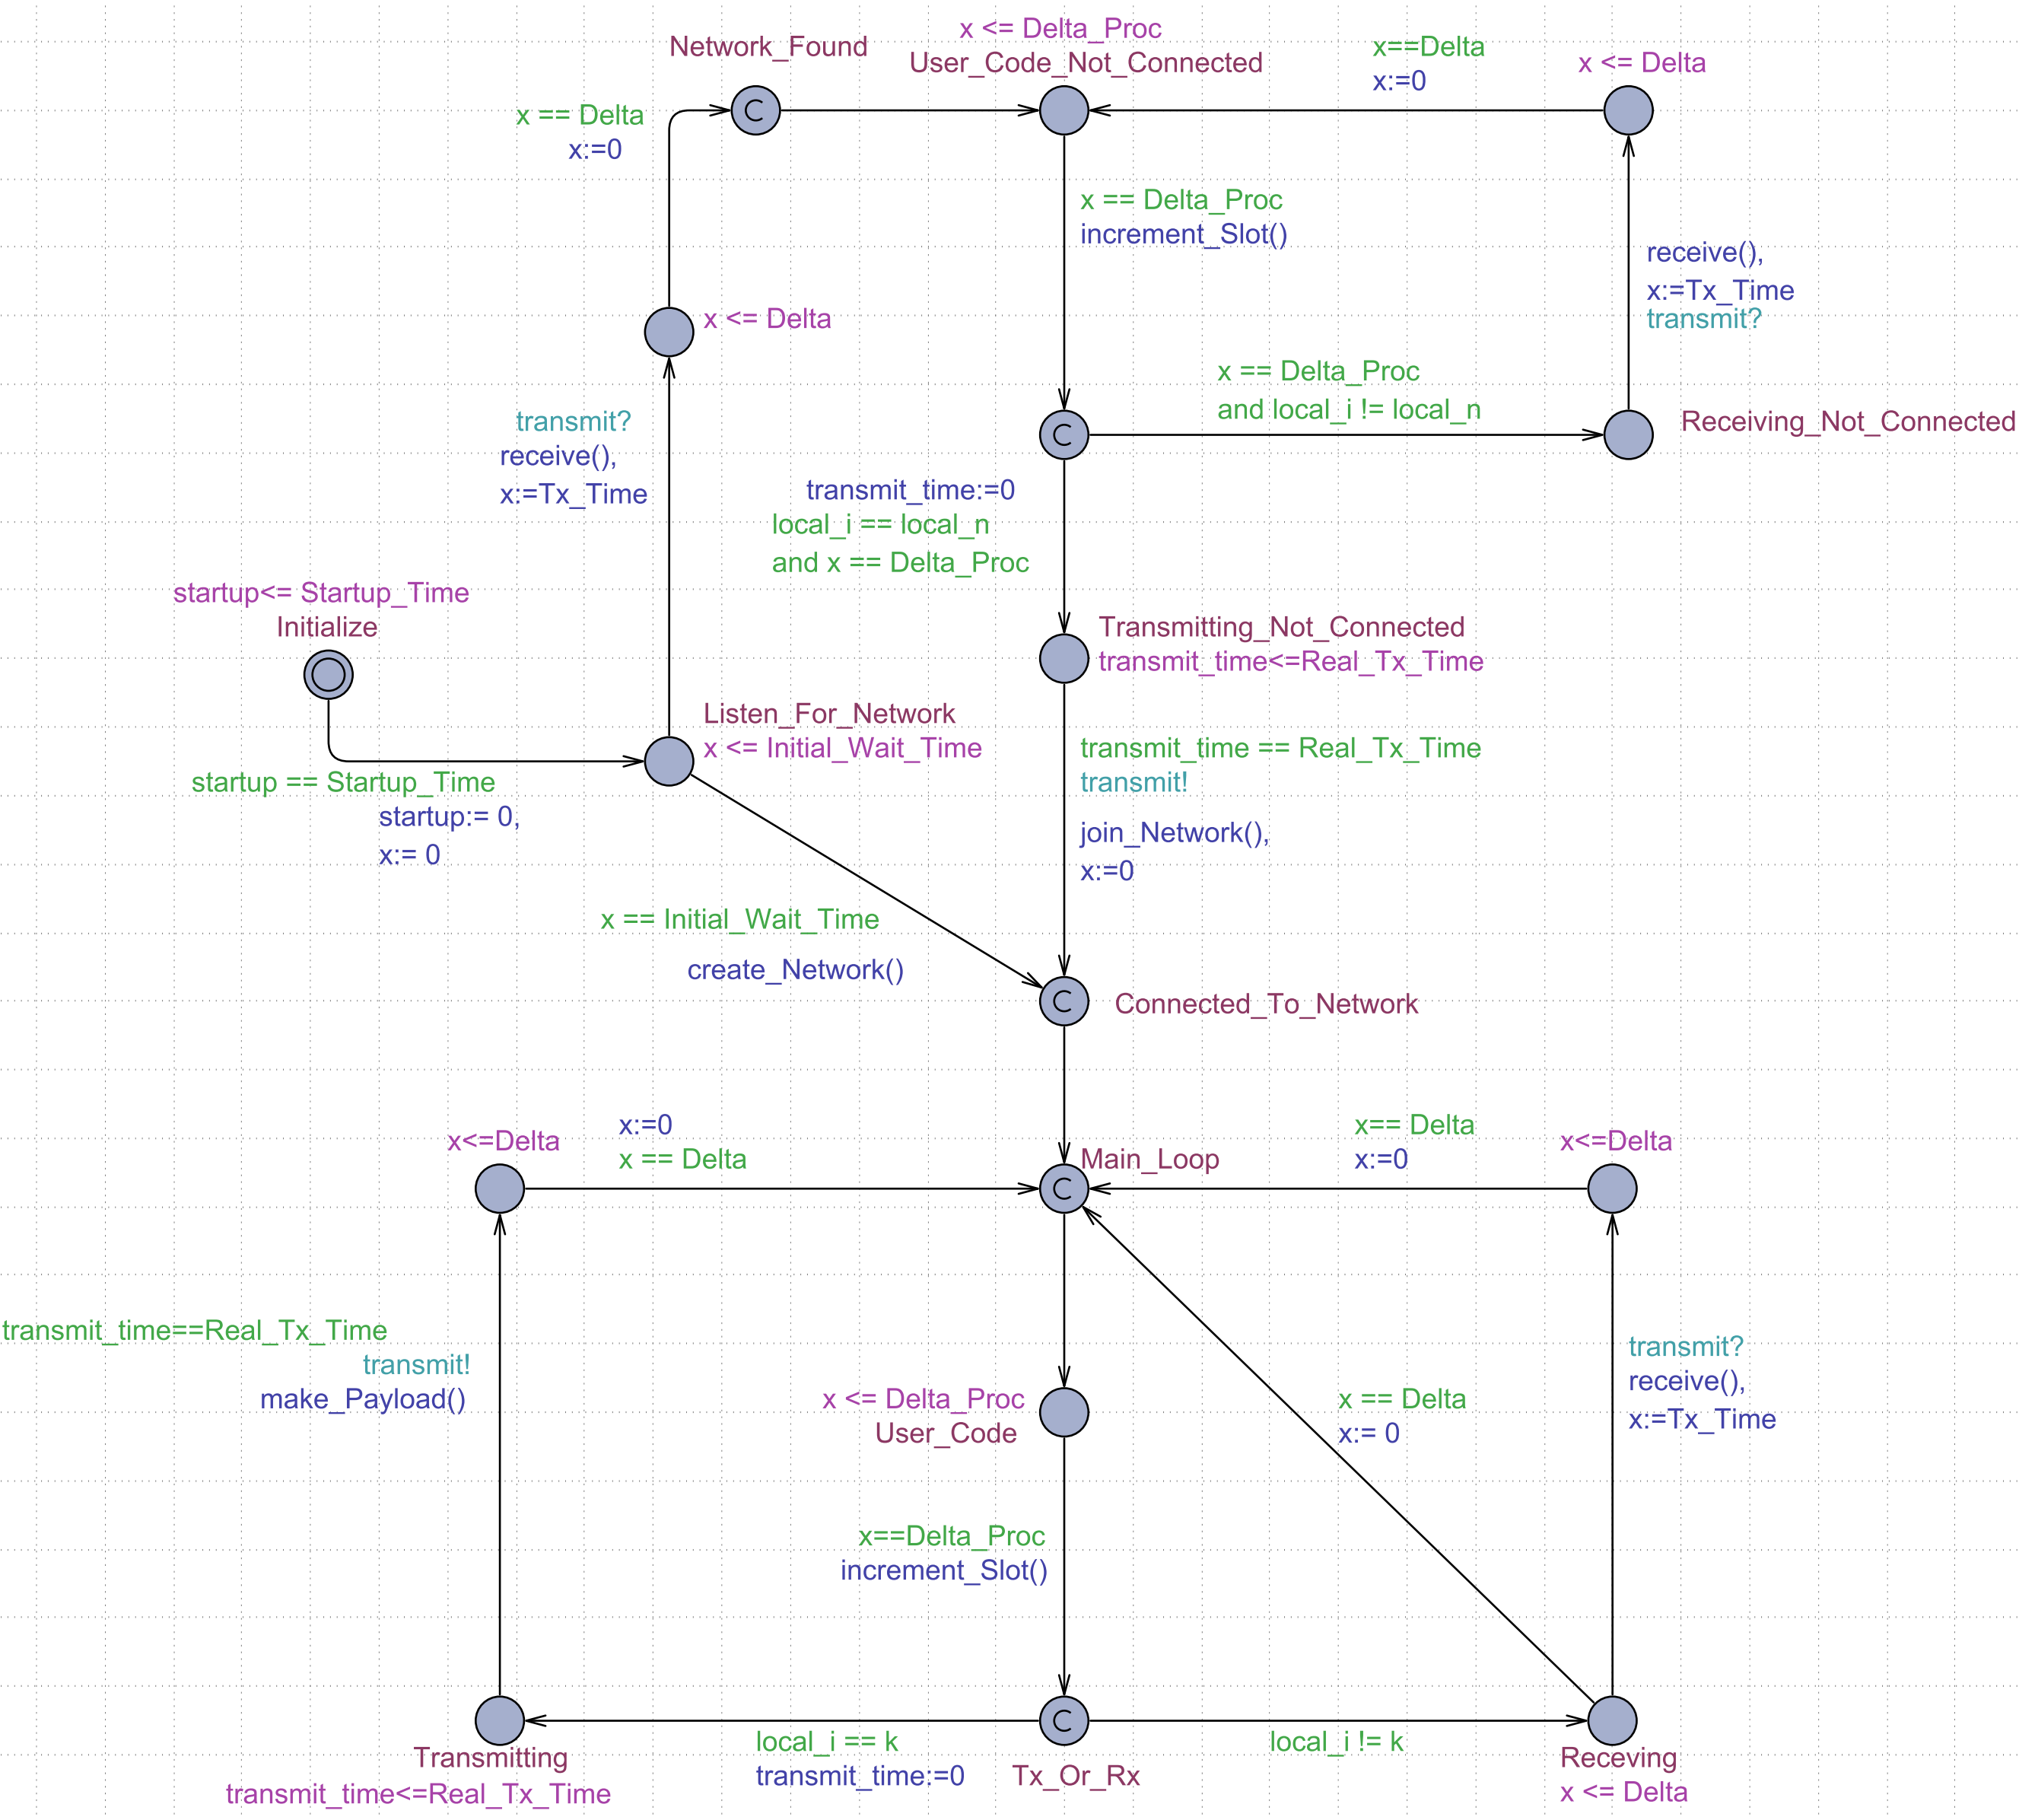 x <= Delta_Proc
Network_Found
User_Code_Not_Connected
x==Delta
x:=0
x <= Delta
x == Delta
x:=0
C
x == Delta_Proc
increment_Slot()
receive(),
x:=Tx_Time
transmit?
x <= Delta
x == Delta_Proc
and local_i != local_n
transmit?
receive(),
x:=Tx_Time
C
Receiving_Not_Connected
transmit_time:=0
local_i == local_n
and x == Delta_Proc
startup<= Startup_Time
Initialize
Transmitting_Not_Connected
transmit_time<=Real_Tx_Time
Listen_For_Network
x <= Initial_Wait_Time
startup == Startup_Time
startup:= 0,
x:= 0
transmit_time == Real_Tx_Time
transmit!
join_Network(),
x:=0
x == Initial_Wait_Time
create_Network()
C
Connected_To_Network
x<=Delta
x:=0
x == Delta
Main_Loop
C
x== Delta
x:=0
x<=Delta
transmit_time==Real_Tx_Time
transmit!
make_Payload()
x <= Delta_Proc
User_Code
x == Delta
x:= 0
transmit?
receive(),
x:=Tx_Time
x==Delta_Proc
increment_Slot()
C
Transmitting
transmit_time<=Real_Tx_Time
local_i == k
transmit_time:=0
Tx_Or_Rx
local_i != k
Receving
x <= Delta